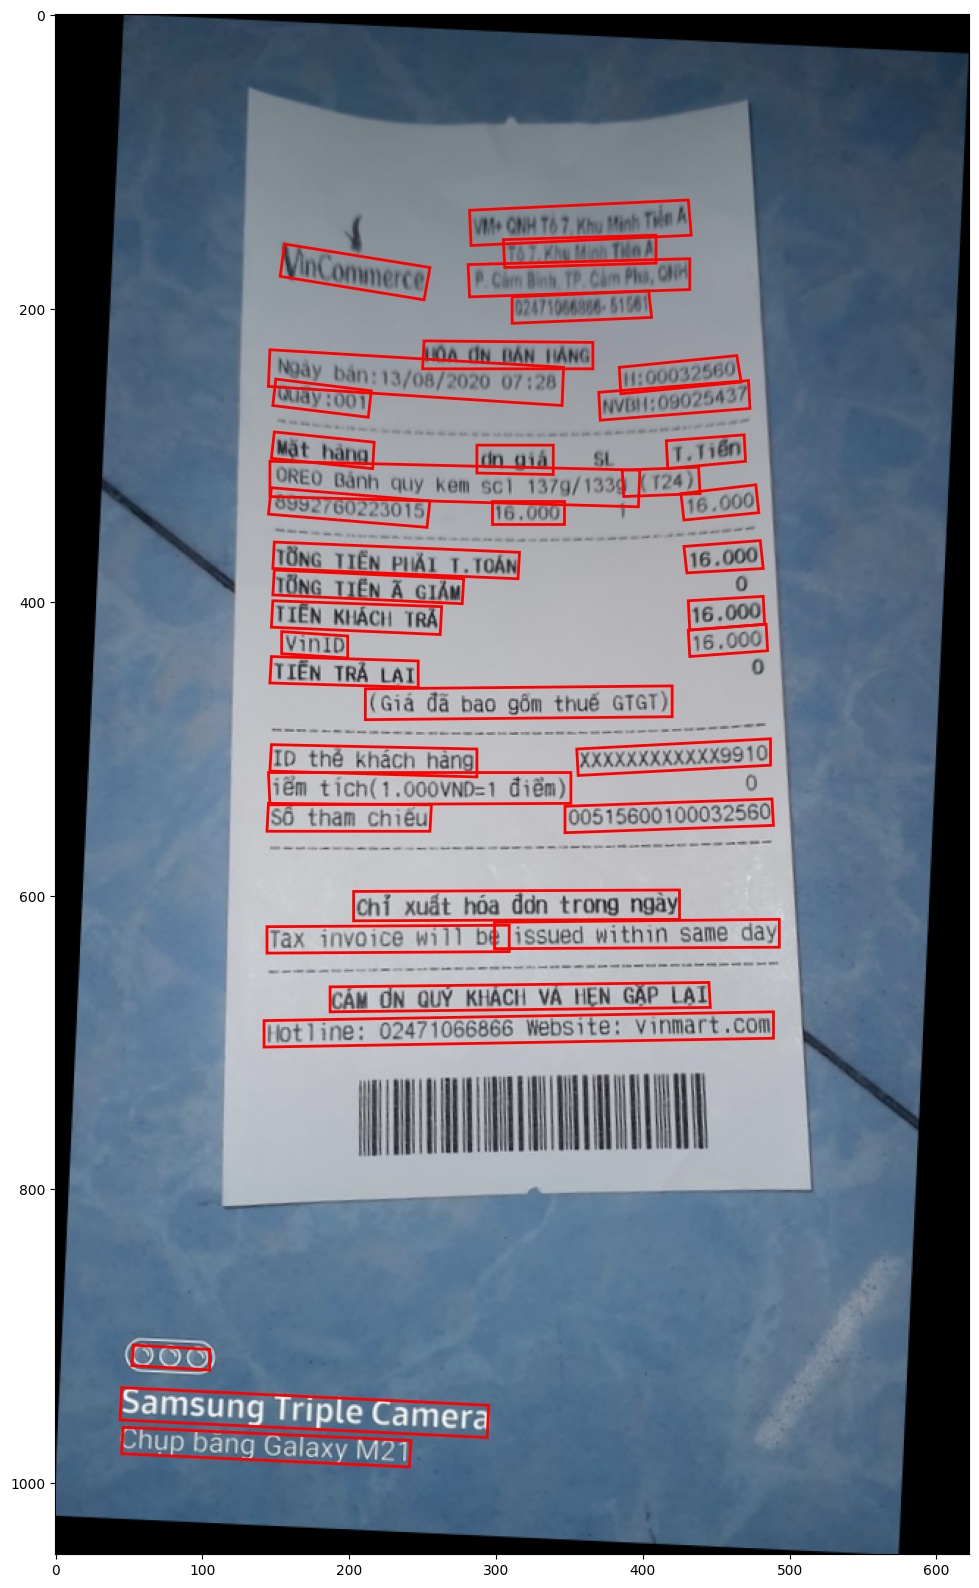 0
200
400
600
800
1000
0 100 200 300 400 500 600
VinCommerce
VM+ QNH Tổ 7, Khu Minh Tiến A
Tổ 7, Khu Minh Tiến A
P. Cẩm Bình, TP. Cẩm Phả, QNH
02471066866-51561
HÓA ƠN BÁN HÀNG
Ngày bán:13/08/2020 07:28 H:00032560
Quầy:001 NVBH:09025437
Mặt hàng ơn giá SL T.Tiền
OREO Bánh quy kem scl 137g/133g (T24)
8992760223015 16.000 1 16.000
TỔNG TIỀN PHẢI T.TOÁN 16.000
TỔNG TIỀN Ã GIẢM 0
TIỀN KHÁCH TRẢ 16.000
VinID 16.000
TIỀN TRẢ LẠI 0
(Giá đã bao gồm thuế GTGT)
ID thẻ khách hàng XXXXXXXXXXXX9910
iểm tích(1.000VND=1 điểm) 0
Số tham chiếu 00515600100032560
Chỉ xuất hóa đơn trong ngày
Tax invoice will be issued within same day
CẢM ƠN QUÝ KHÁCH VÀ HẸN GẶP LẠI
Hotline: 02471066866 Website: vinmart.com
Samsung Triple Camera
Chụp bằng Galaxy M21